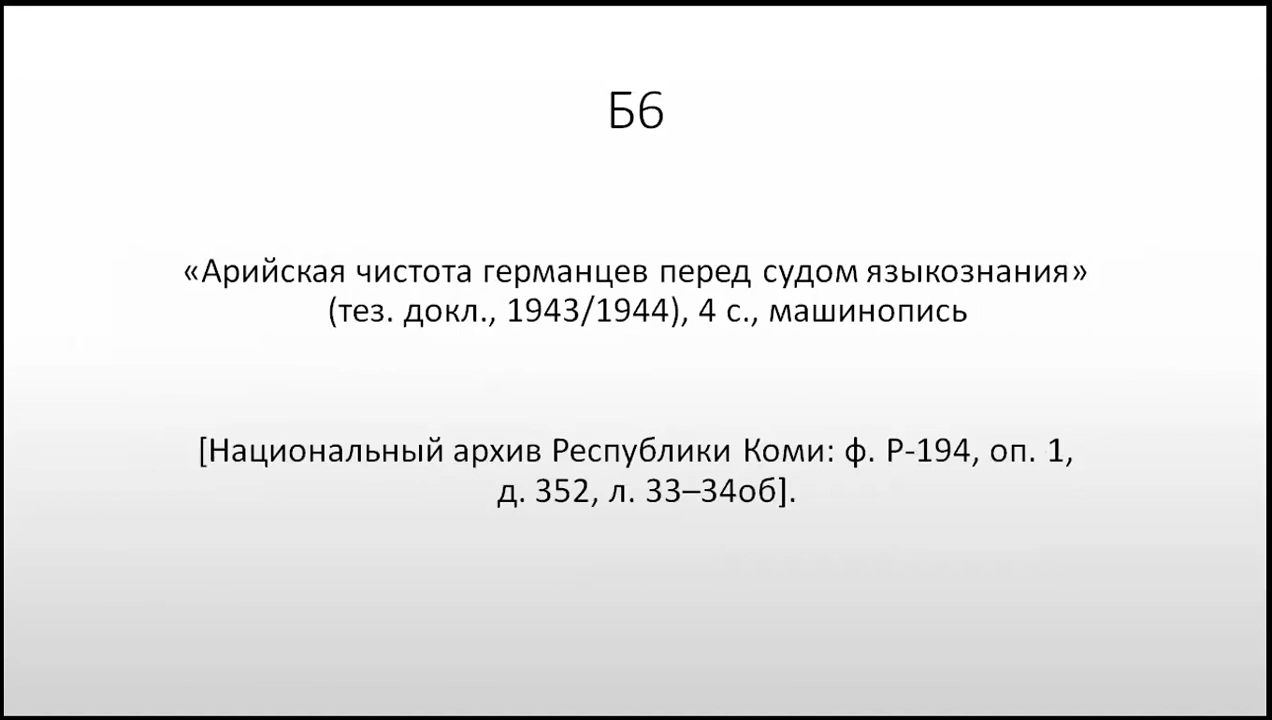 Б6
«Арийская чистота германцев перед судом языкознания»
(тез. докл., 1943/1944), 4 с., машинопись
[Национальный архив Республики Коми: ф. Р-194, оп. 1,
д. 352, л. 33–34об].